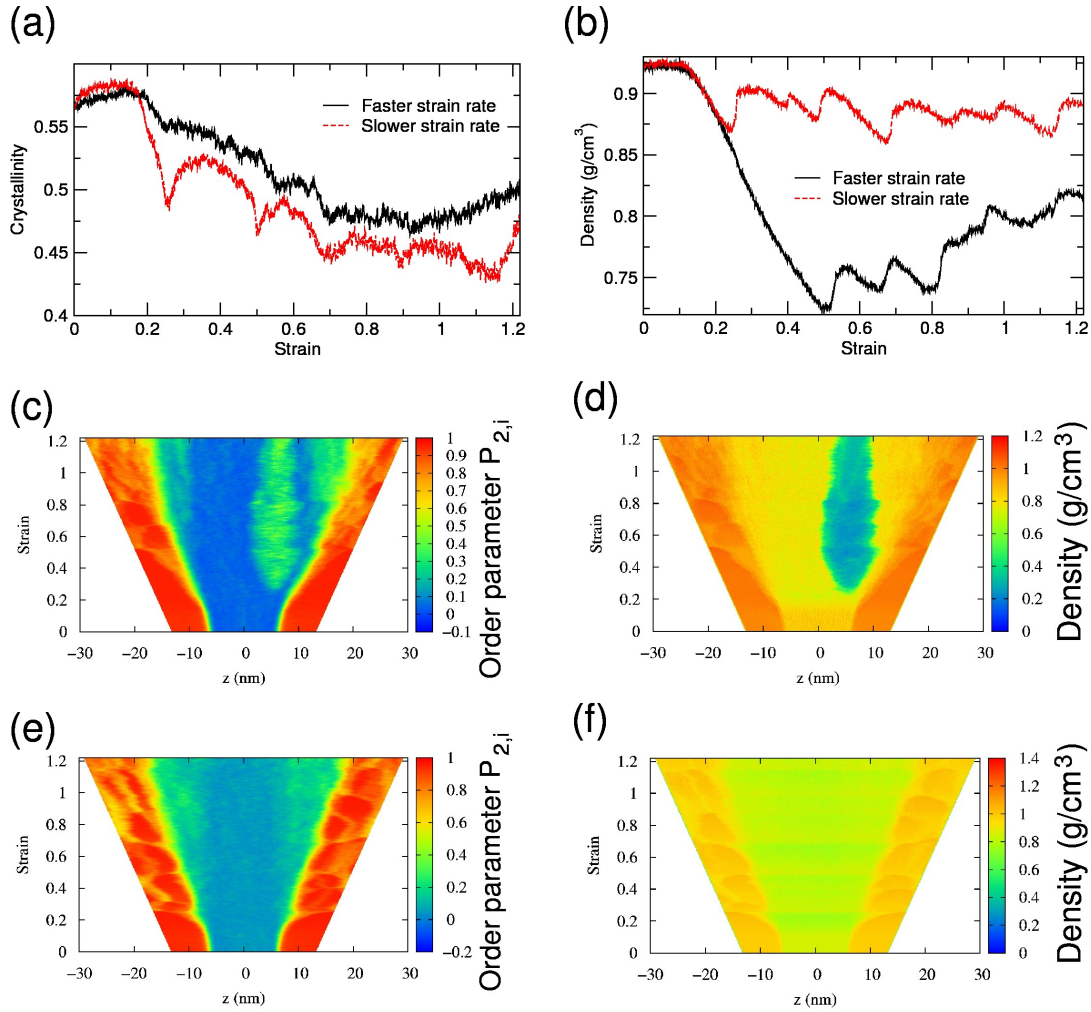 (a)
Crystallinity
0.55
0.5
0.45
0.4
Faster strain rate
Slower strain rate
0 0.2 0.4 0.6 0.8 1 1.2
Strain
(b)
Density (g/cm³)
0.9
0.85
0.8
0.75
Faster strain rate
Slower strain rate
0 0.2 0.4 0.6 0.8 1 1.2
Strain
(c)
Strain
1.2
1
0.8
0.6
0.4
0.2
0
−30 −20 −10 0 10 20 30
z (nm)
1
0.9
0.8
0.7
0.6
0.5
0.4
0.3
0.2
0.1
0
−0.1
Order parameter P2,i
(d)
Strain
1.2
1
0.8
0.6
0.4
0.2
0
−30 −20 −10 0 10 20 30
z (nm)
1.2
1
0.8
0.6
0.4
0.2
0
Density (g/cm³)
(e)
Strain
1.2
1
0.8
0.6
0.4
0.2
0
−30 −20 −10 0 10 20 30
z (nm)
1
0.8
0.6
0.4
0.2
0
−0.2
Order parameter P2,i
(f)
Strain
1.2
1
0.8
0.6
0.4
0.2
0
−30 −20 −10 0 10 20 30
z (nm)
1.4
1.2
1
0.8
0.6
0.4
0.2
0
Density (g/cm³)